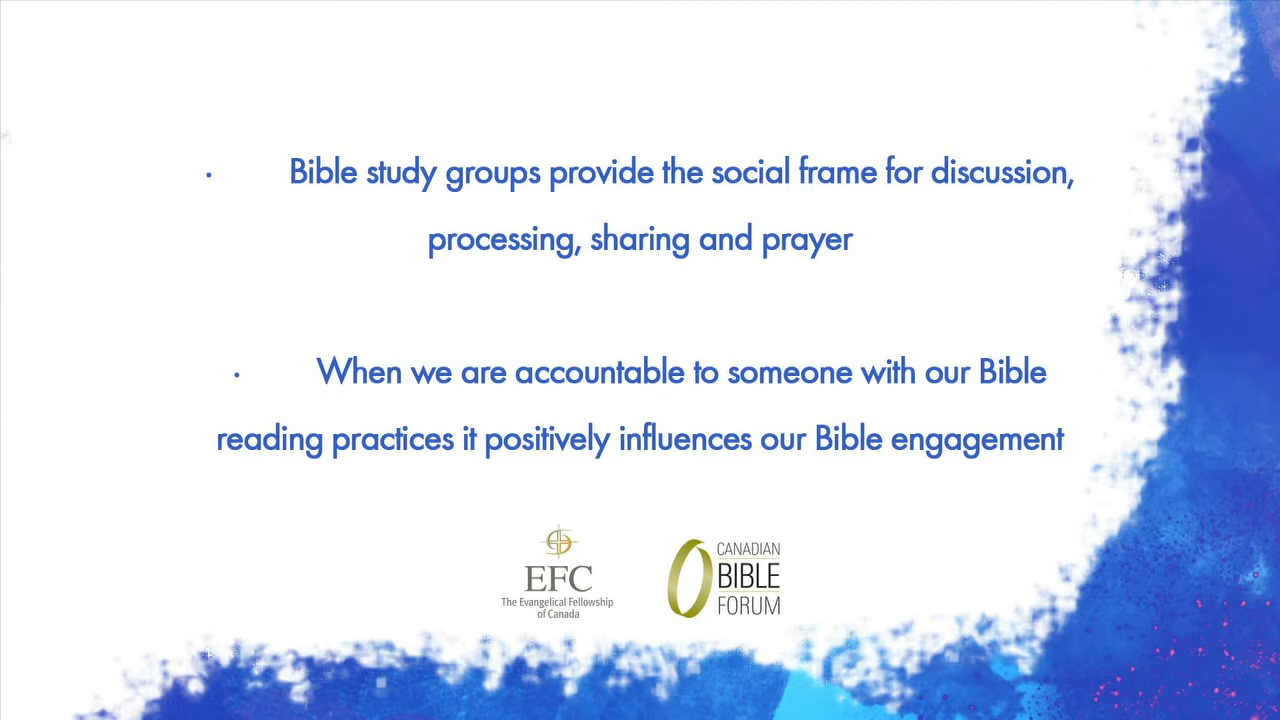 · Bible study groups provide the social frame for discussion,
processing, sharing and prayer
· When we are accountable to someone with our Bible
reading practices it positively influences our Bible engagement
EFC
The Evangelical Fellowship
of Canada
CANADIAN
BIBLE
FORUM